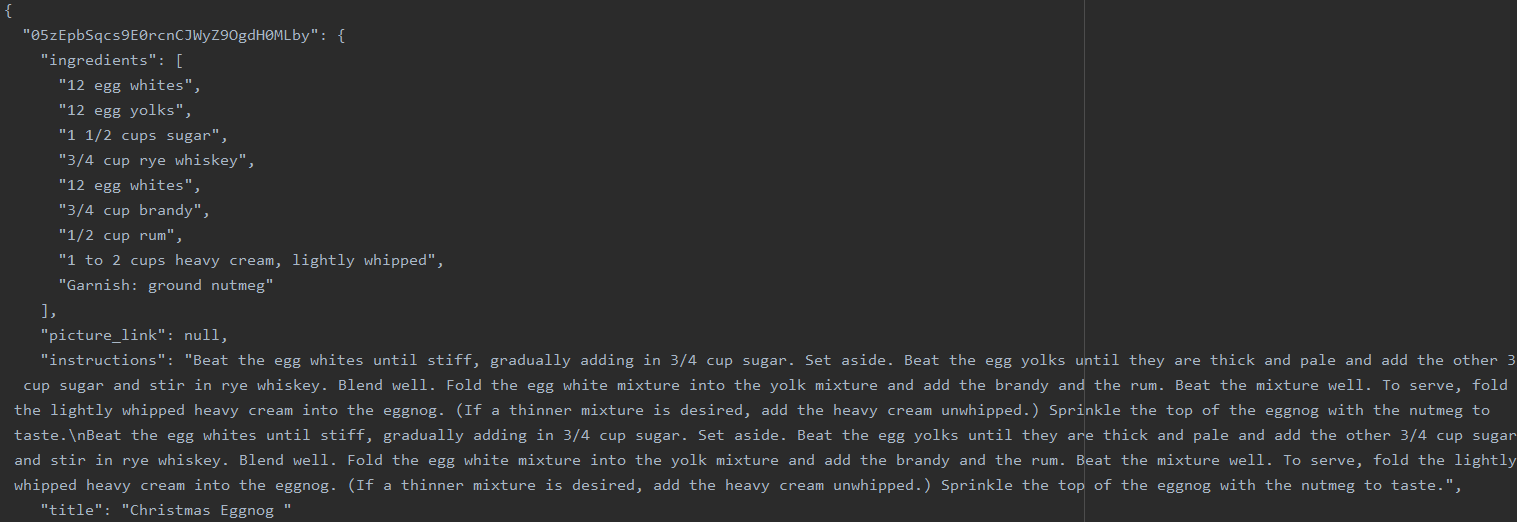 {
"05zEpbSqcs9E0rcnCJWyZ9OgdH0MLby": {
"ingredients": [
"12 egg whites",
"12 egg yolks",
"1 1/2 cups sugar",
"3/4 cup rye whiskey",
"12 egg whites",
"3/4 cup brandy",
"1/2 cup rum",
"1 to 2 cups heavy cream, lightly whipped",
"Garnish: ground nutmeg"
],
"picture_link": null,
"instructions": "Beat the egg whites until stiff, gradually adding in 3/4 cup sugar. Set aside. Beat the egg yolks until they are thick and pale and add the other 3
cup sugar and stir in rye whiskey. Blend well. Fold the egg white mixture into the yolk mixture and add the brandy and the rum. Beat the mixture well. To serve, fold
the lightly whipped heavy cream into the eggnog. (If a thinner mixture is desired, add the heavy cream unwhipped.) Sprinkle the top of the eggnog with the nutmeg to
taste.\nBeat the egg whites until stiff, gradually adding in 3/4 cup sugar. Set aside. Beat the egg yolks until they are thick and pale and add the other 3/4 cup sugar
and stir in rye whiskey. Blend well. Fold the egg white mixture into the yolk mixture and add the brandy and the rum. Beat the mixture well. To serve, fold the lightly
whipped heavy cream into the eggnog. (If a thinner mixture is desired, add the heavy cream unwhipped.) Sprinkle the top of the eggnog with the nutmeg to taste.",
"title": "Christmas Eggnog "